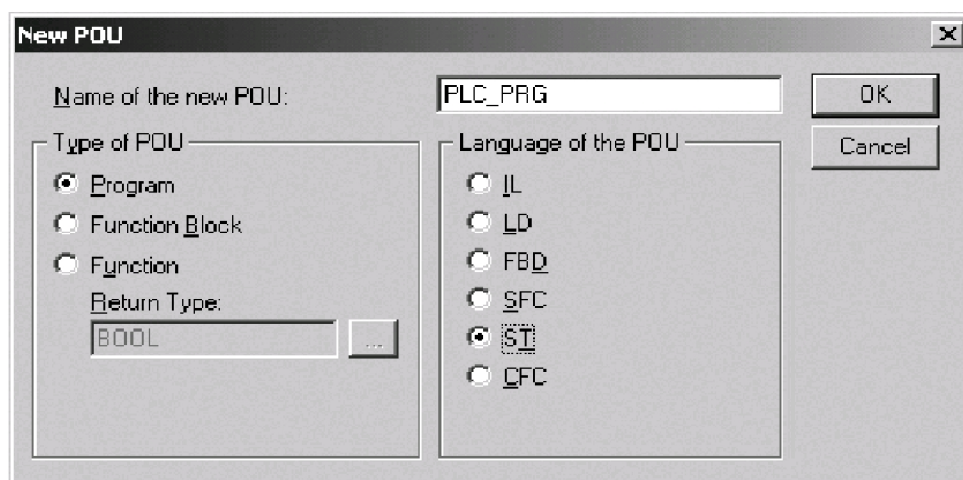 New POU
Name of the new POU:
PLC_PRG
OK
Cancel
Type of POU
Program
Function Block
Function
Return Type:
BOOL
...
Language of the POU
IL
LD
FBD
SFC
ST
CFC